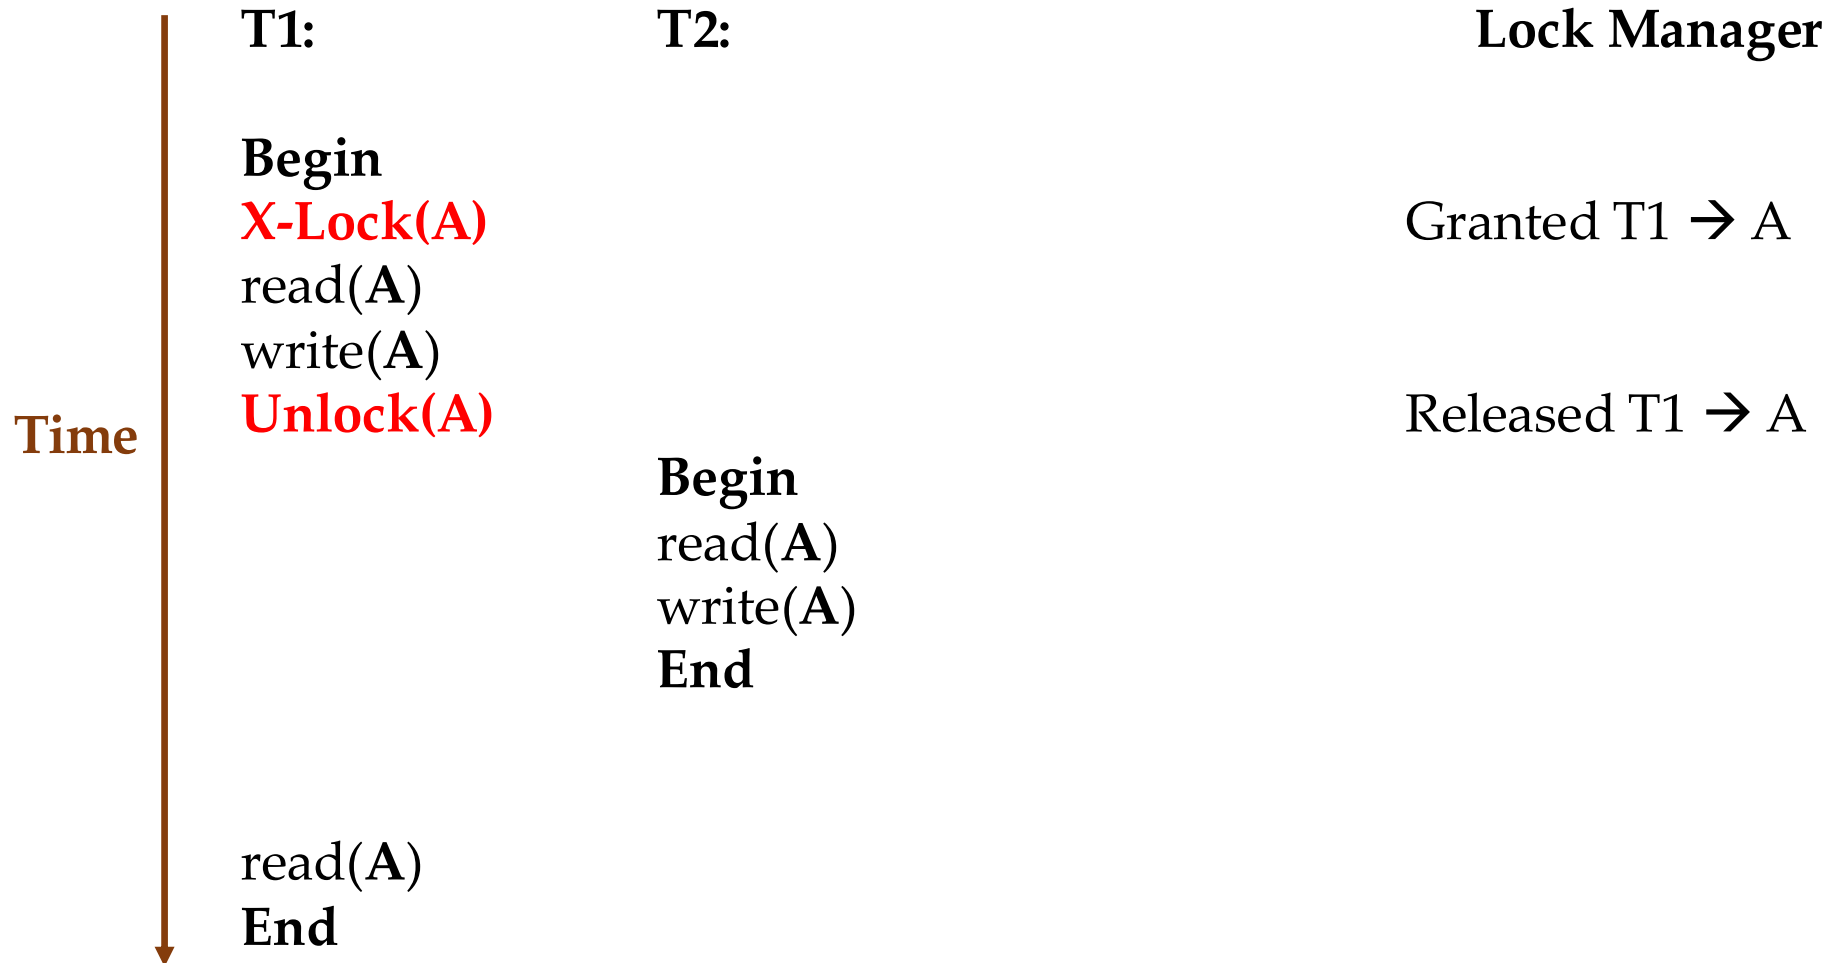 T1: T2: Lock Manager
Begin
X-Lock(A) Granted T1 → A
read(A)
write(A)
Unlock(A) Released T1 → A
Time
Begin
read(A)
write(A)
End
read(A)
End